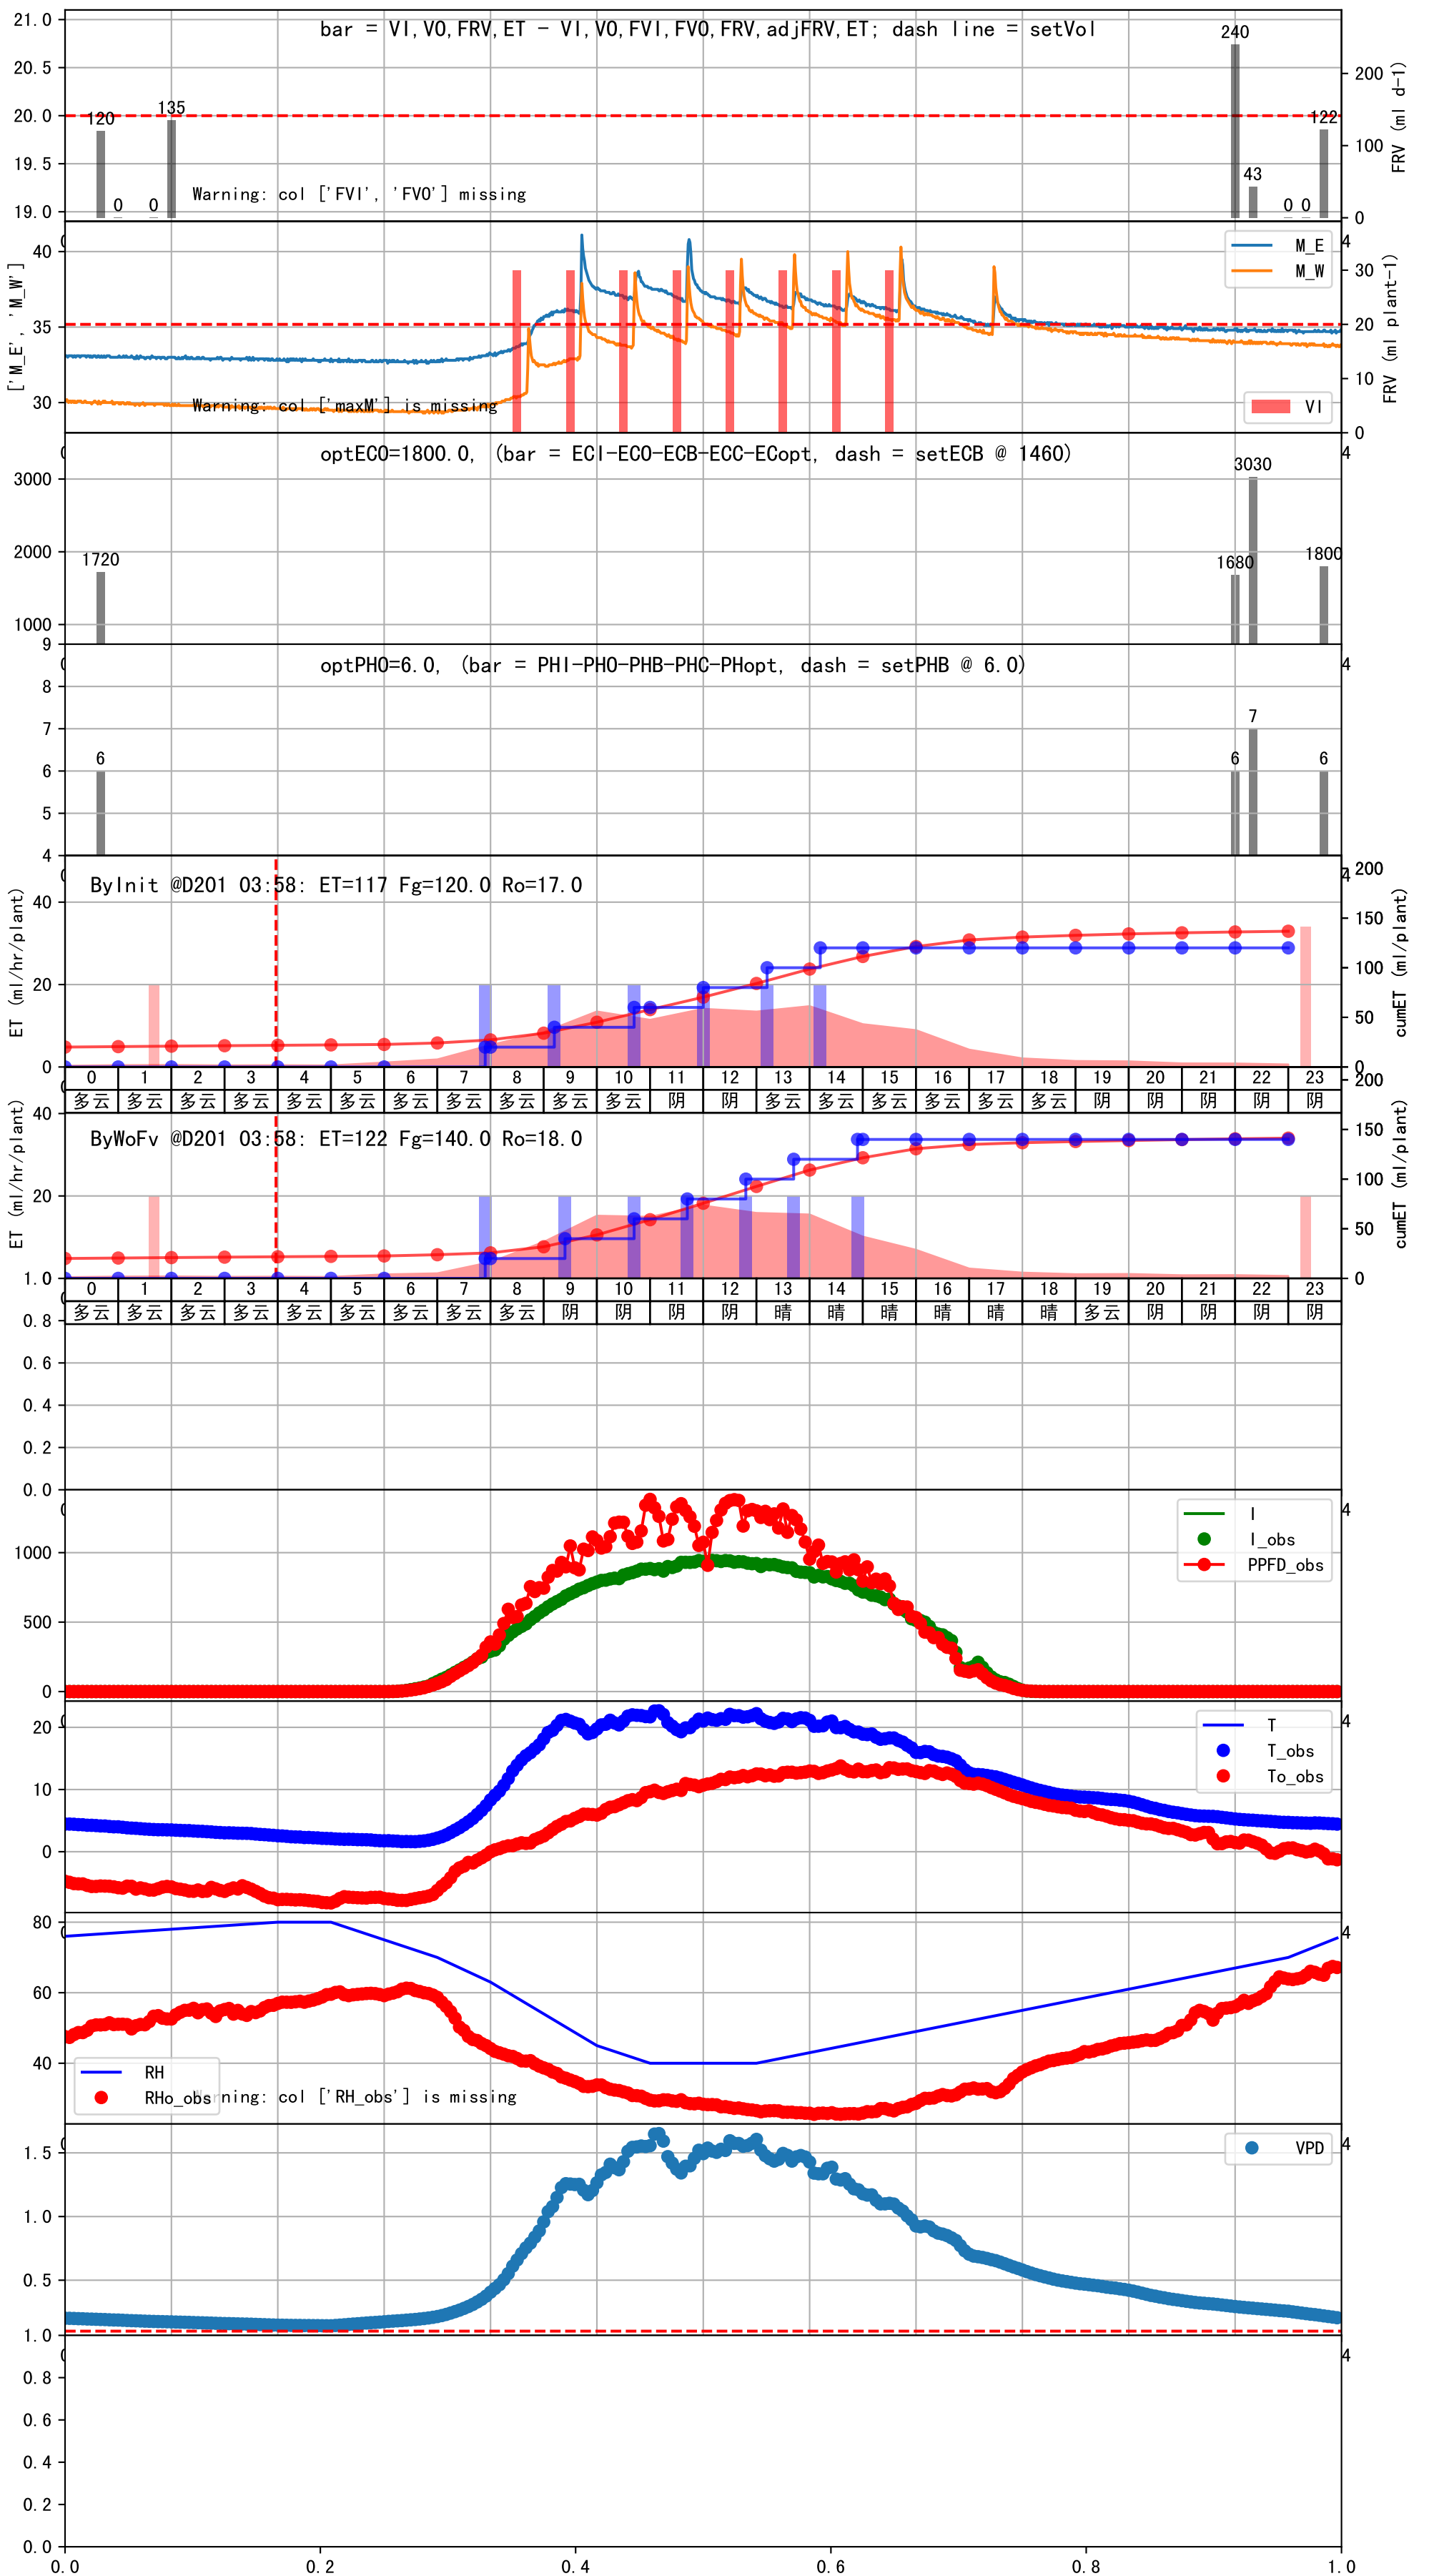 bar = VI,VO,FRV,ET - VI,VO,FVI,FVO,FRV,adjFRV,ET; dash line = setVol
21.0
20.5
20.0
19.5
19.0
200
100
0
FRV (ml d-1)
120
0
0
135
240
43
0
0
122
Warning: col ['FVI', 'FVO'] missing
['M_E', 'M_W']
40
35
30
4
30
20
10
0
FRV (ml plant-1)
M_E
M_W
VI
Warning: col ['maxM'] is missing
optECO=1800.0, (bar = ECI-ECO-ECB-ECC-ECopt, dash = setECB @ 1460)
4
3000
2000
1000
1720
1680
3030
1800
optPHO=6.0, (bar = PHI-PHO-PHB-PHC-PHopt, dash = setPHB @ 6.0)
4
9
8
7
6
5
4
6
6
7
6
ByInit @D201 03:58: ET=117 Fg=120.0 Ro=17.0
ET (ml/hr/plant)
40
20
0
200
150
100
50
0
cumET (ml/plant)
0 1 2 3 4 5 6 7 8 9 10 11 12 13 14 15 16 17 18 19 20 21 22 23
多云 多云 多云 多云 多云 多云 多云 多云 多云 多云 多云 阴 阴 多云 多云 多云 多云 多云 多云 阴 阴 阴 阴 阴
ByWoFv @D201 03:58: ET=122 Fg=140.0 Ro=18.0
ET (ml/hr/plant)
40
20
200
150
100
50
0
cumET (ml/plant)
0 1 2 3 4 5 6 7 8 9 10 11 12 13 14 15 16 17 18 19 20 21 22 23
多云 多云 多云 多云 多云 多云 多云 多云 多云 阴 阴 阴 阴 晴 晴 晴 晴 晴 晴 多云 阴 阴 阴 阴
1.0
0.8
0.6
0.4
0.2
0.0
4
1000
500
0
I
I_obs
PPFD_obs
4
20
10
0
T
T_obs
To_obs
4
80
60
40
RH
RHo_obs
rning: col ['RH_obs'] is missing
4
1.5
1.0
0.5
VPD
4
1.0
0.8
0.6
0.4
0.2
0.0
0.0 0.2 0.4 0.6 0.8 1.0